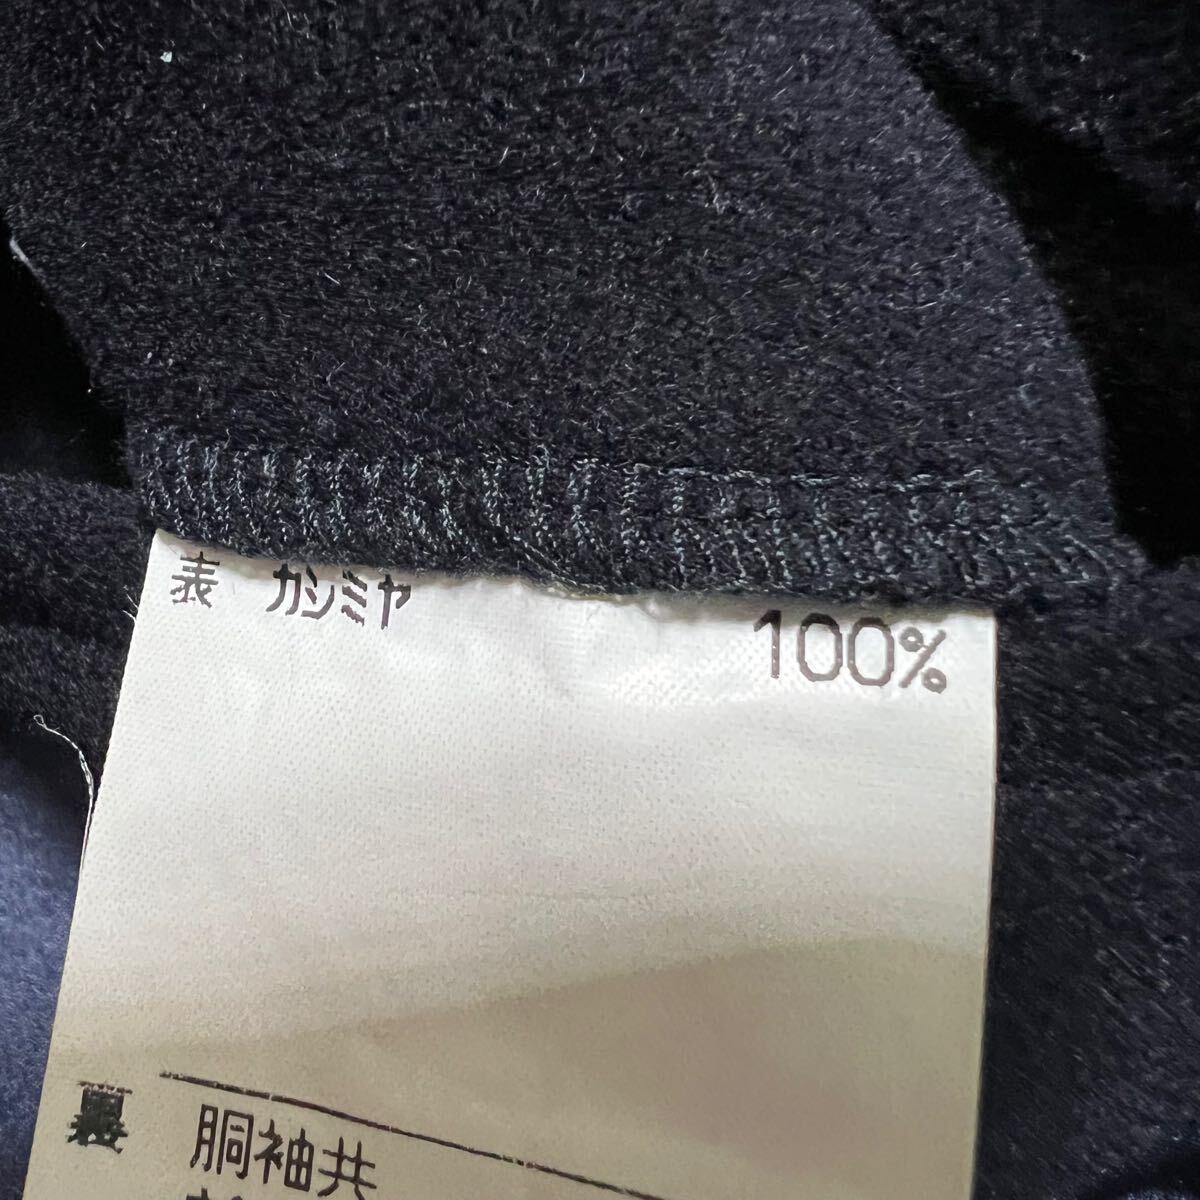 表 カシミヤ 100%
裏 胴袖共